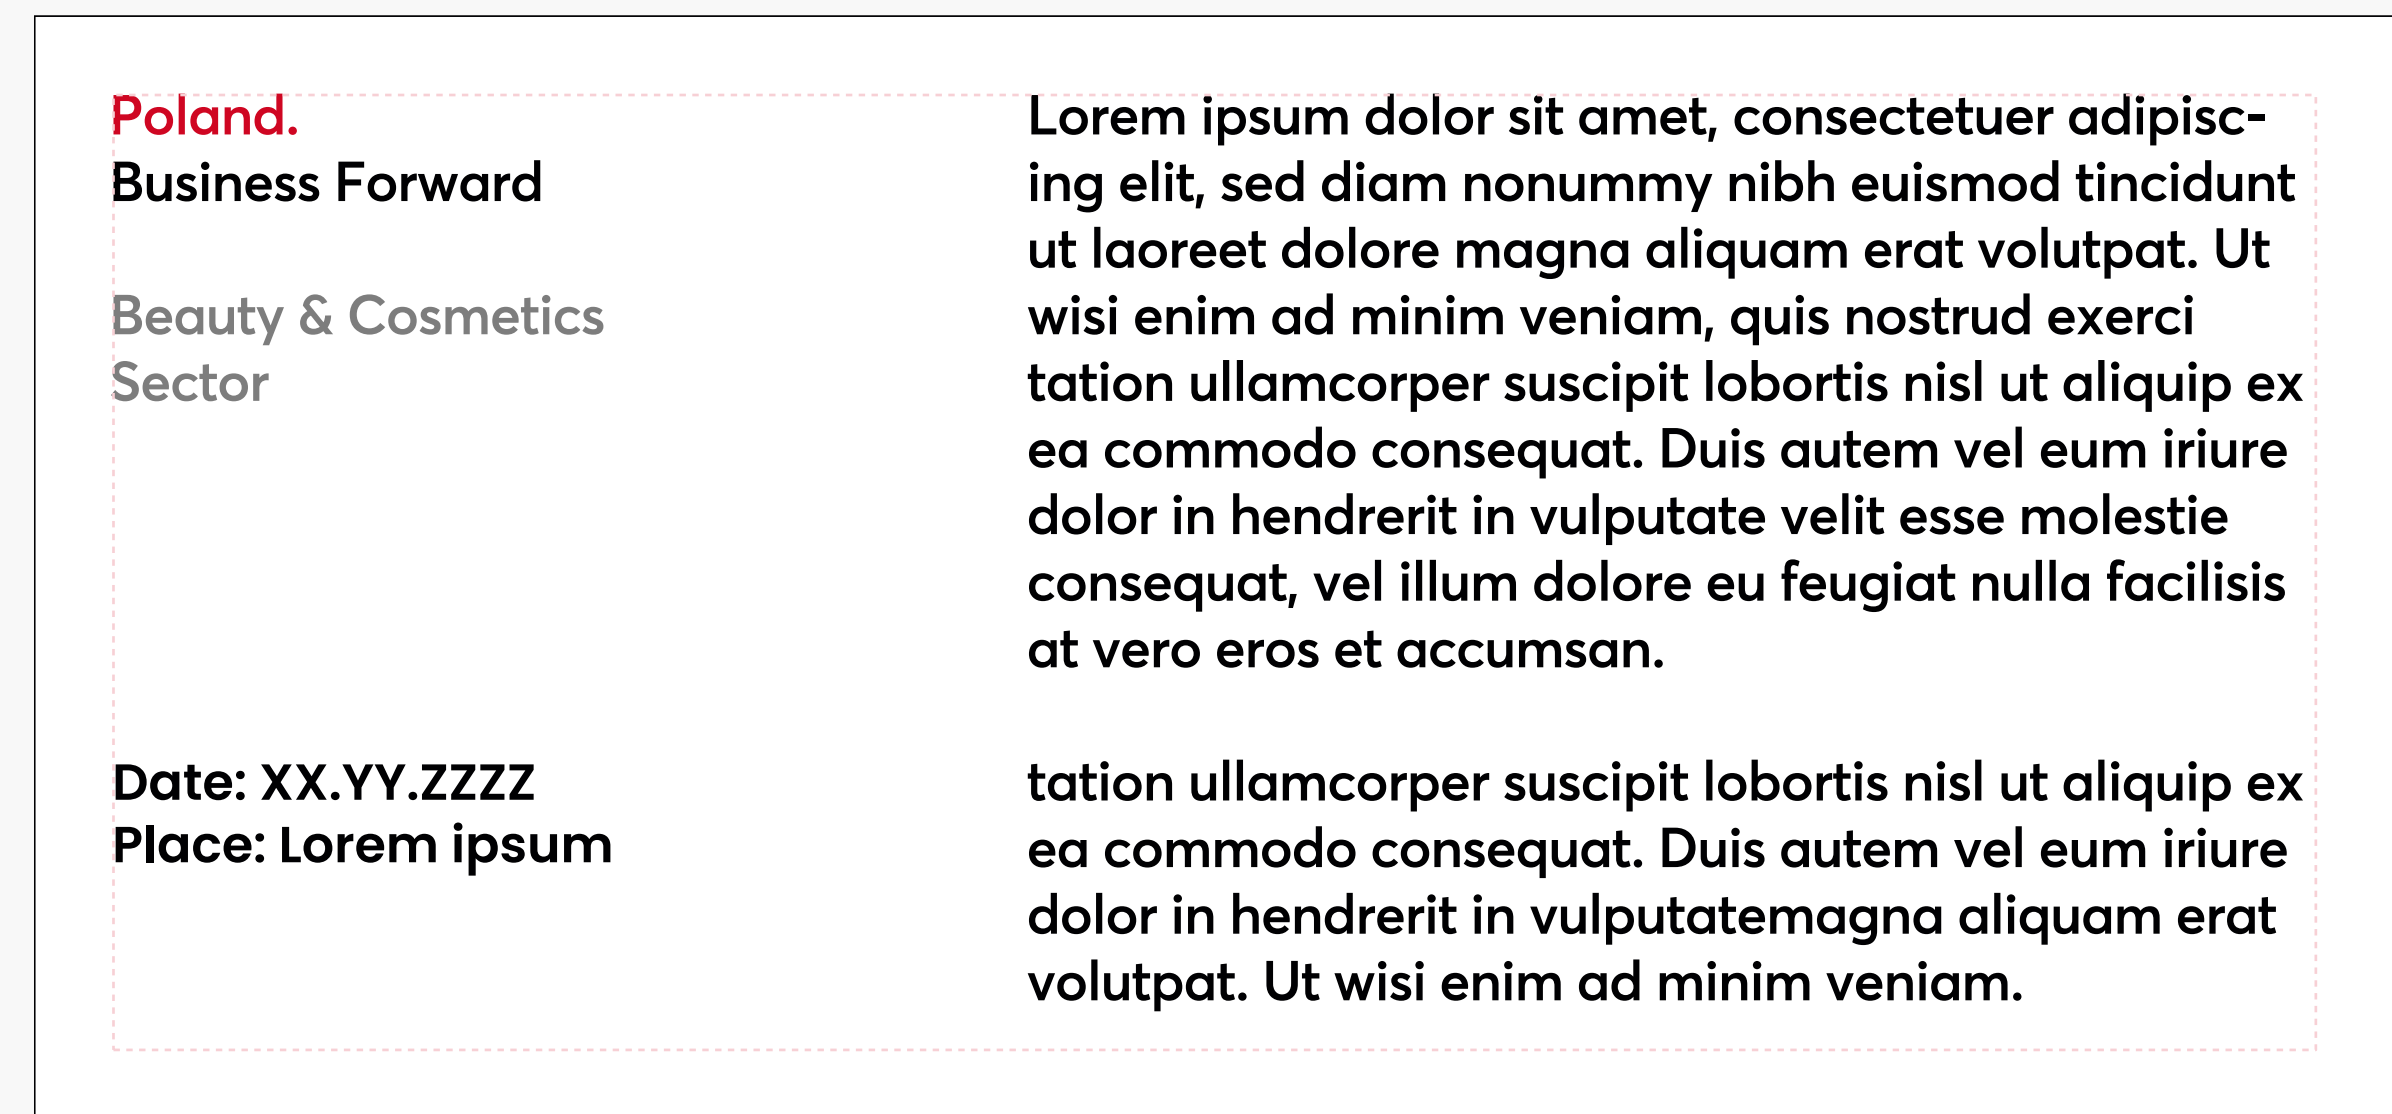 Poland.
Business Forward
Beauty & Cosmetics
Sector
Date: XX.YY.ZZZZ
Place: Lorem ipsum
Lorem ipsum dolor sit amet, consectetuer adipisc-
ing elit, sed diam nonummy nibh euismod tincidunt
ut laoreet dolore magna aliquam erat volutpat. Ut
wisi enim ad minim veniam, quis nostrud exerci
tation ullamcorper suscipit lobortis nisl ut aliquip ex
ea commodo consequat. Duis autem vel eum iriure
dolor in hendrerit in vulputate velit esse molestie
consequat, vel illum dolore eu feugiat nulla facilisis
at vero eros et accumsan.
tation ullamcorper suscipit lobortis nisl ut aliquip ex
ea commodo consequat. Duis autem vel eum iriure
dolor in hendrerit in vulputatemagna aliquam erat
volutpat. Ut wisi enim ad minim veniam.